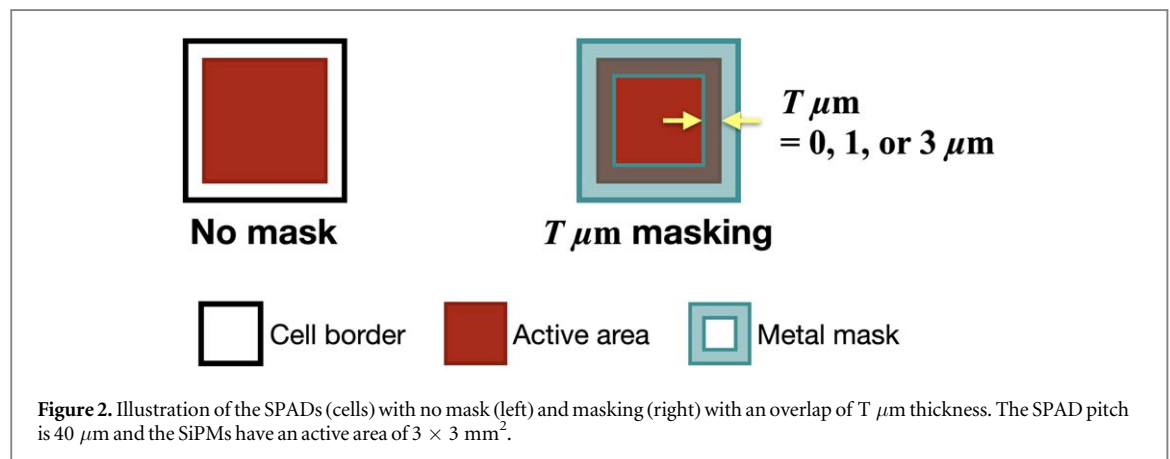 T μm
= 0, 1, or 3 μm
No mask
T μm masking
Cell border
Active area
Metal mask
Figure 2. Illustration of the SPADs (cells) with no mask (left) and masking (right) with an overlap of T μm thickness. The SPAD pitch
is 40 μm and the SiPMs have an active area of 3 × 3 mm².